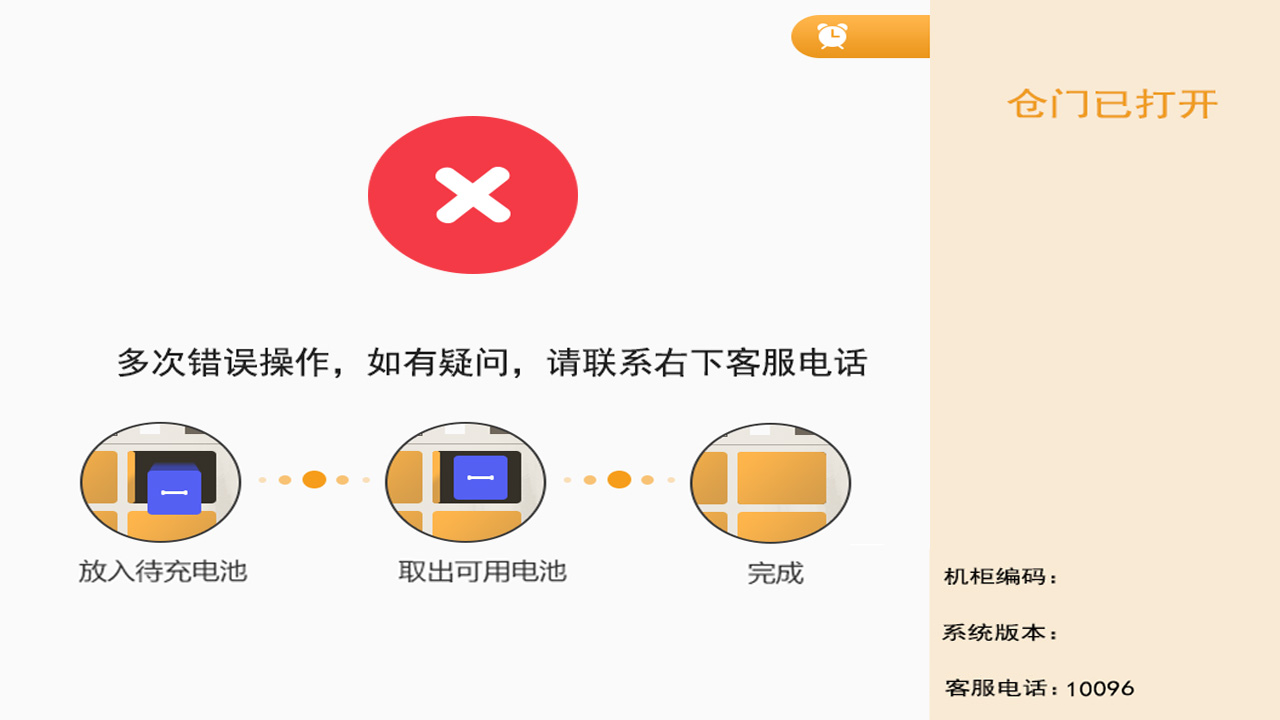 仓门已打开
多次错误操作，如有疑问，请联系右下客服电话
放入待充电池
取出可用电池
完成
机柜编码：
系统版本：
客服电话：10096